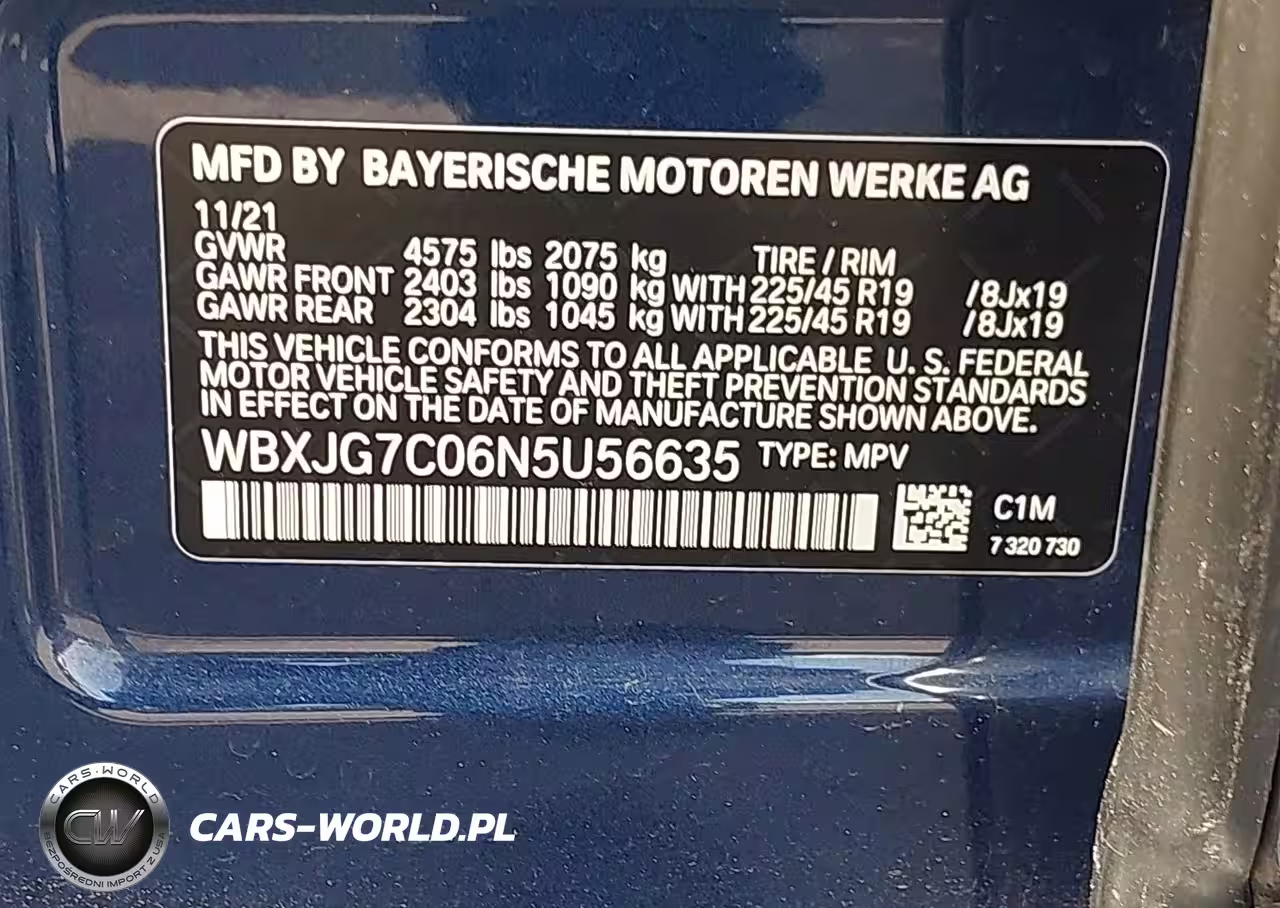 MFD BY BAYERISCHE MOTOREN WERKE AG
11/21
GVWR 4575 lbs 2075 kg TIRE / RIM
GAWR FRONT 2403 lbs 1090 kg WITH 225/45 R19 /8Jx19
GAWR REAR 2304 lbs 1045 kg WITH 225/45 R19 /8Jx19
THIS VEHICLE CONFORMS TO ALL APPLICABLE U. S. FEDERAL
MOTOR VEHICLE SAFETY AND THEFT PREVENTION STANDARDS
IN EFFECT ON THE DATE OF MANUFACTURE SHOWN ABOVE.
WBXJG7C06N5U56635 TYPE: MPV
C1M
7 320 730
CARS-WORLD
CW
BEZPOŚREDNI IMPORT Z USA
CARS-WORLD.PL